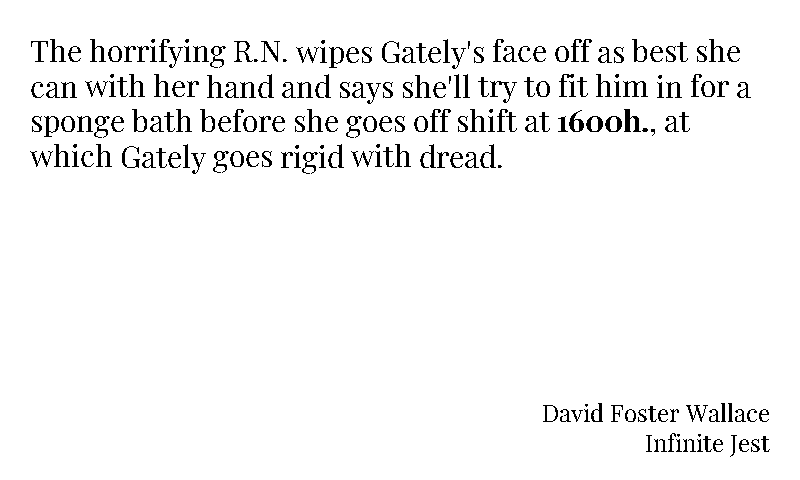 The horrifying R.N. wipes Gately's face off as best she
can with her hand and says she'll try to fit him in for a
sponge bath before she goes off shift at 1600h., at
which Gately goes rigid with dread.
David Foster Wallace
Infinite Jest